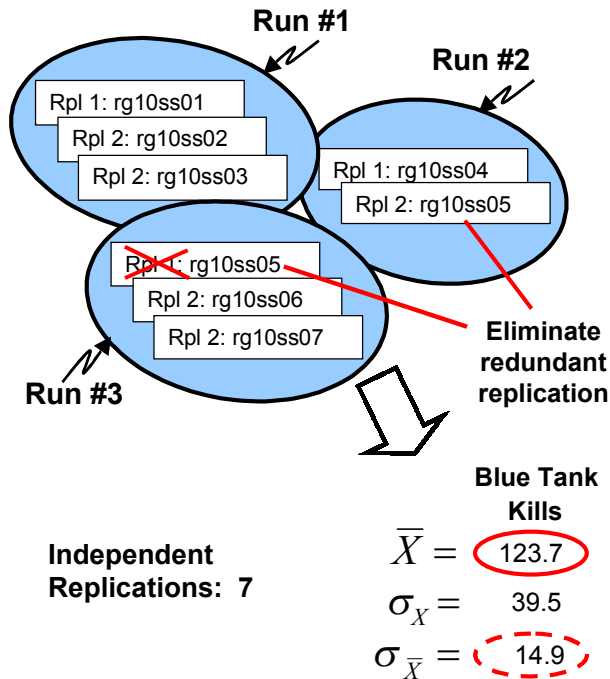 Run #1
Run #2
Rpl 1: rg10ss01
Rpl 2: rg10ss02
Rpl 2: rg10ss03
Rpl 1: rg10ss04
Rpl 2: rg10ss05
Rpl 1: rg10ss05
Rpl 2: rg10ss06
Rpl 2: rg10ss07
Run #3
Eliminate
redundant
replication
Blue Tank
Kills
Independent
Replications: 7
X̅ = 123.7
σ_X = 39.5
σ_X̅ = 14.9